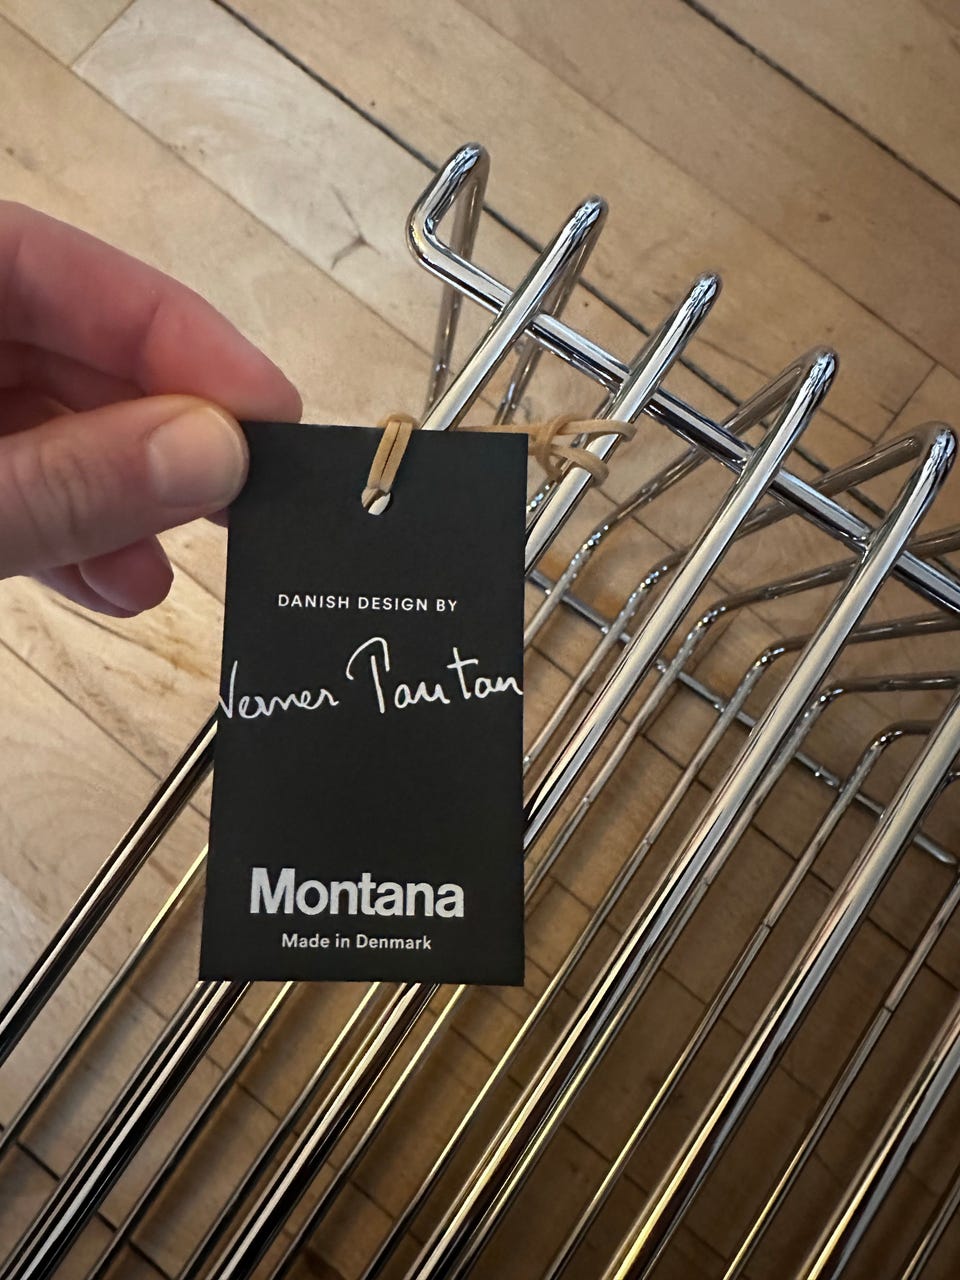 DANISH DESIGN BY
Verner Panton
Montana
Made in Denmark